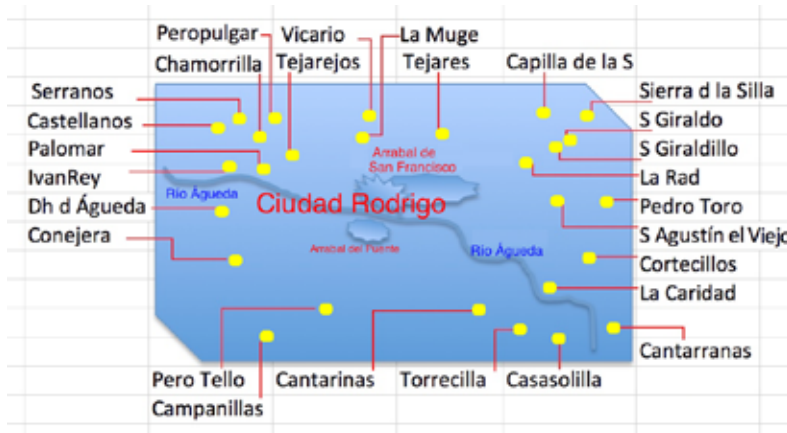 Peropulgar
Vicario
La Muge
Chamorrilla
Tejarejos
Tejares
Capilla de la S
Serranos
Sierra d la Silla
Castellanos
S Giraldo
Palomar
S Giraldillo
IvanRey
La Rad
Dh d Águeda
Pedro Toro
Conejera
S Agustín el Viejo
Cortecillos
La Caridad
Cantarranas
Arrabal de
San Francisco
Río Águeda
Ciudad Rodrigo
Arrabal del Puente
Río Águeda
Pero Tello
Cantarinas
Torrecilla
Casasolilla
Campanillas